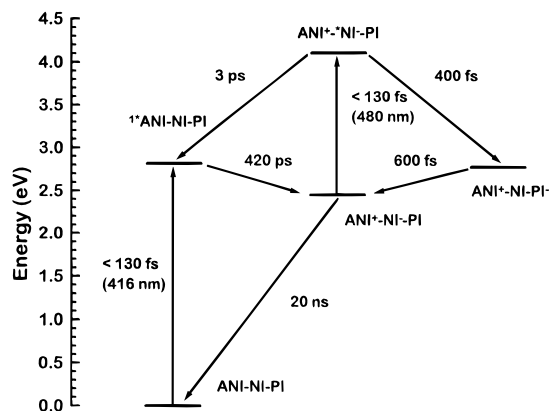 ANI⁺-*NI⁻-PI
4.5
4.0
3.5
3.0
2.5
2.0
1.5
1.0
0.5
0.0
Energy (eV)
3 ps
400 fs
< 130 fs
(480 nm)
¹*ANI-NI-PI
420 ps
600 fs
ANI⁺-NI-PI⁻
ANI⁺-NI⁻-PI
< 130 fs
(416 nm)
20 ns
ANI-NI-PI